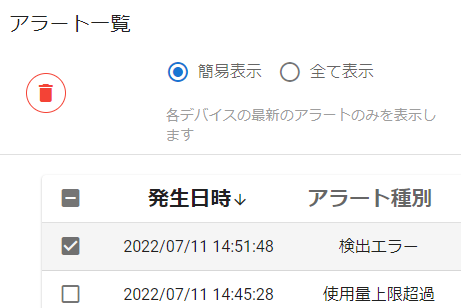 アラート一覧
簡易表示 全て表示
各デバイスの最新のアラートのみを表示し
ます
発生日時↓ アラート種別
2022/07/11 14:51:48 検出エラー
2022/07/11 14:45:28 使用量上限超過